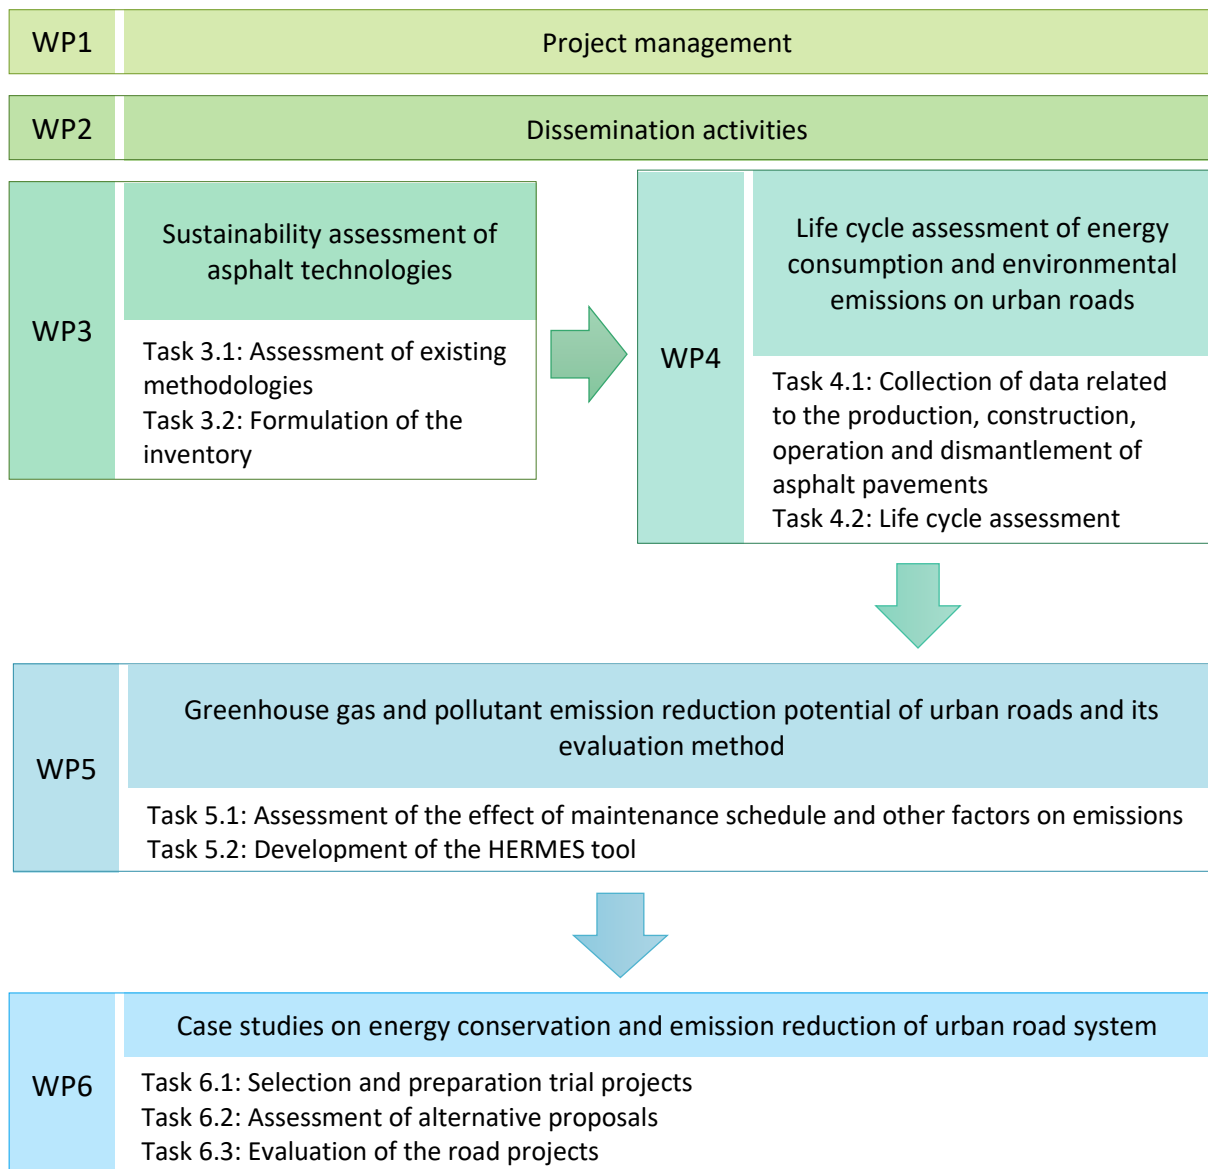 WP1
Project management
WP2
Dissemination activities
WP3
Sustainability assessment of
asphalt technologies
Task 3.1: Assessment of existing
methodologies
Task 3.2: Formulation of the
inventory
WP4
Life cycle assessment of energy
consumption and environmental
emissions on urban roads
Task 4.1: Collection of data related
to the production, construction,
operation and dismantlement of
asphalt pavements
Task 4.2: Life cycle assessment
WP5
Greenhouse gas and pollutant emission reduction potential of urban roads and its
evaluation method
Task 5.1: Assessment of the effect of maintenance schedule and other factors on emissions
Task 5.2: Development of the HERMES tool
WP6
Case studies on energy conservation and emission reduction of urban road system
Task 6.1: Selection and preparation trial projects
Task 6.2: Assessment of alternative proposals
Task 6.3: Evaluation of the road projects